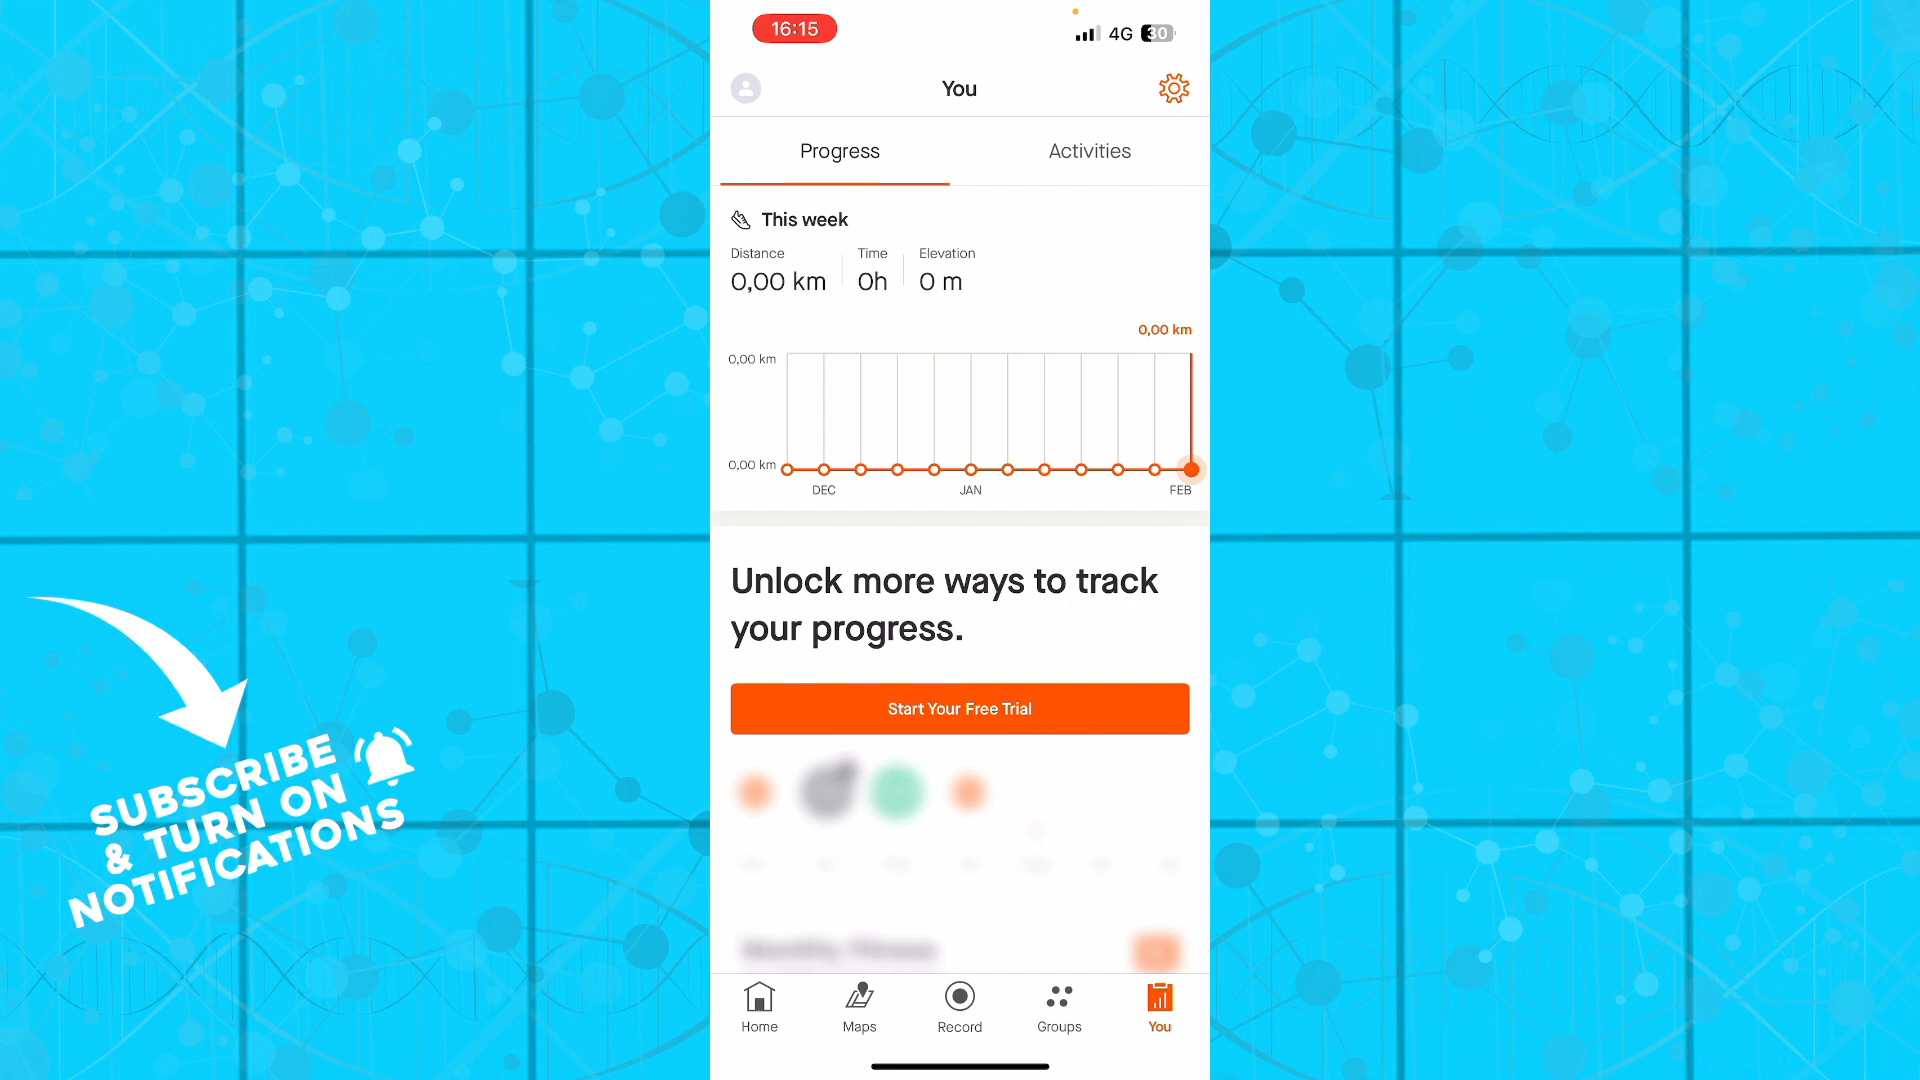 16:15
4G 30
You
Progress
Activities
This week
Distance
Time
Elevation
0,00 km
0h
0 m
0,00 km
0,00 km
0,00 km
DEC
JAN
FEB
Unlock more ways to track
your progress.
Start Your Free Trial
Home
Maps
Record
Groups
You
SUBSCRIBE
& TURN ON
NOTIFICATIONS